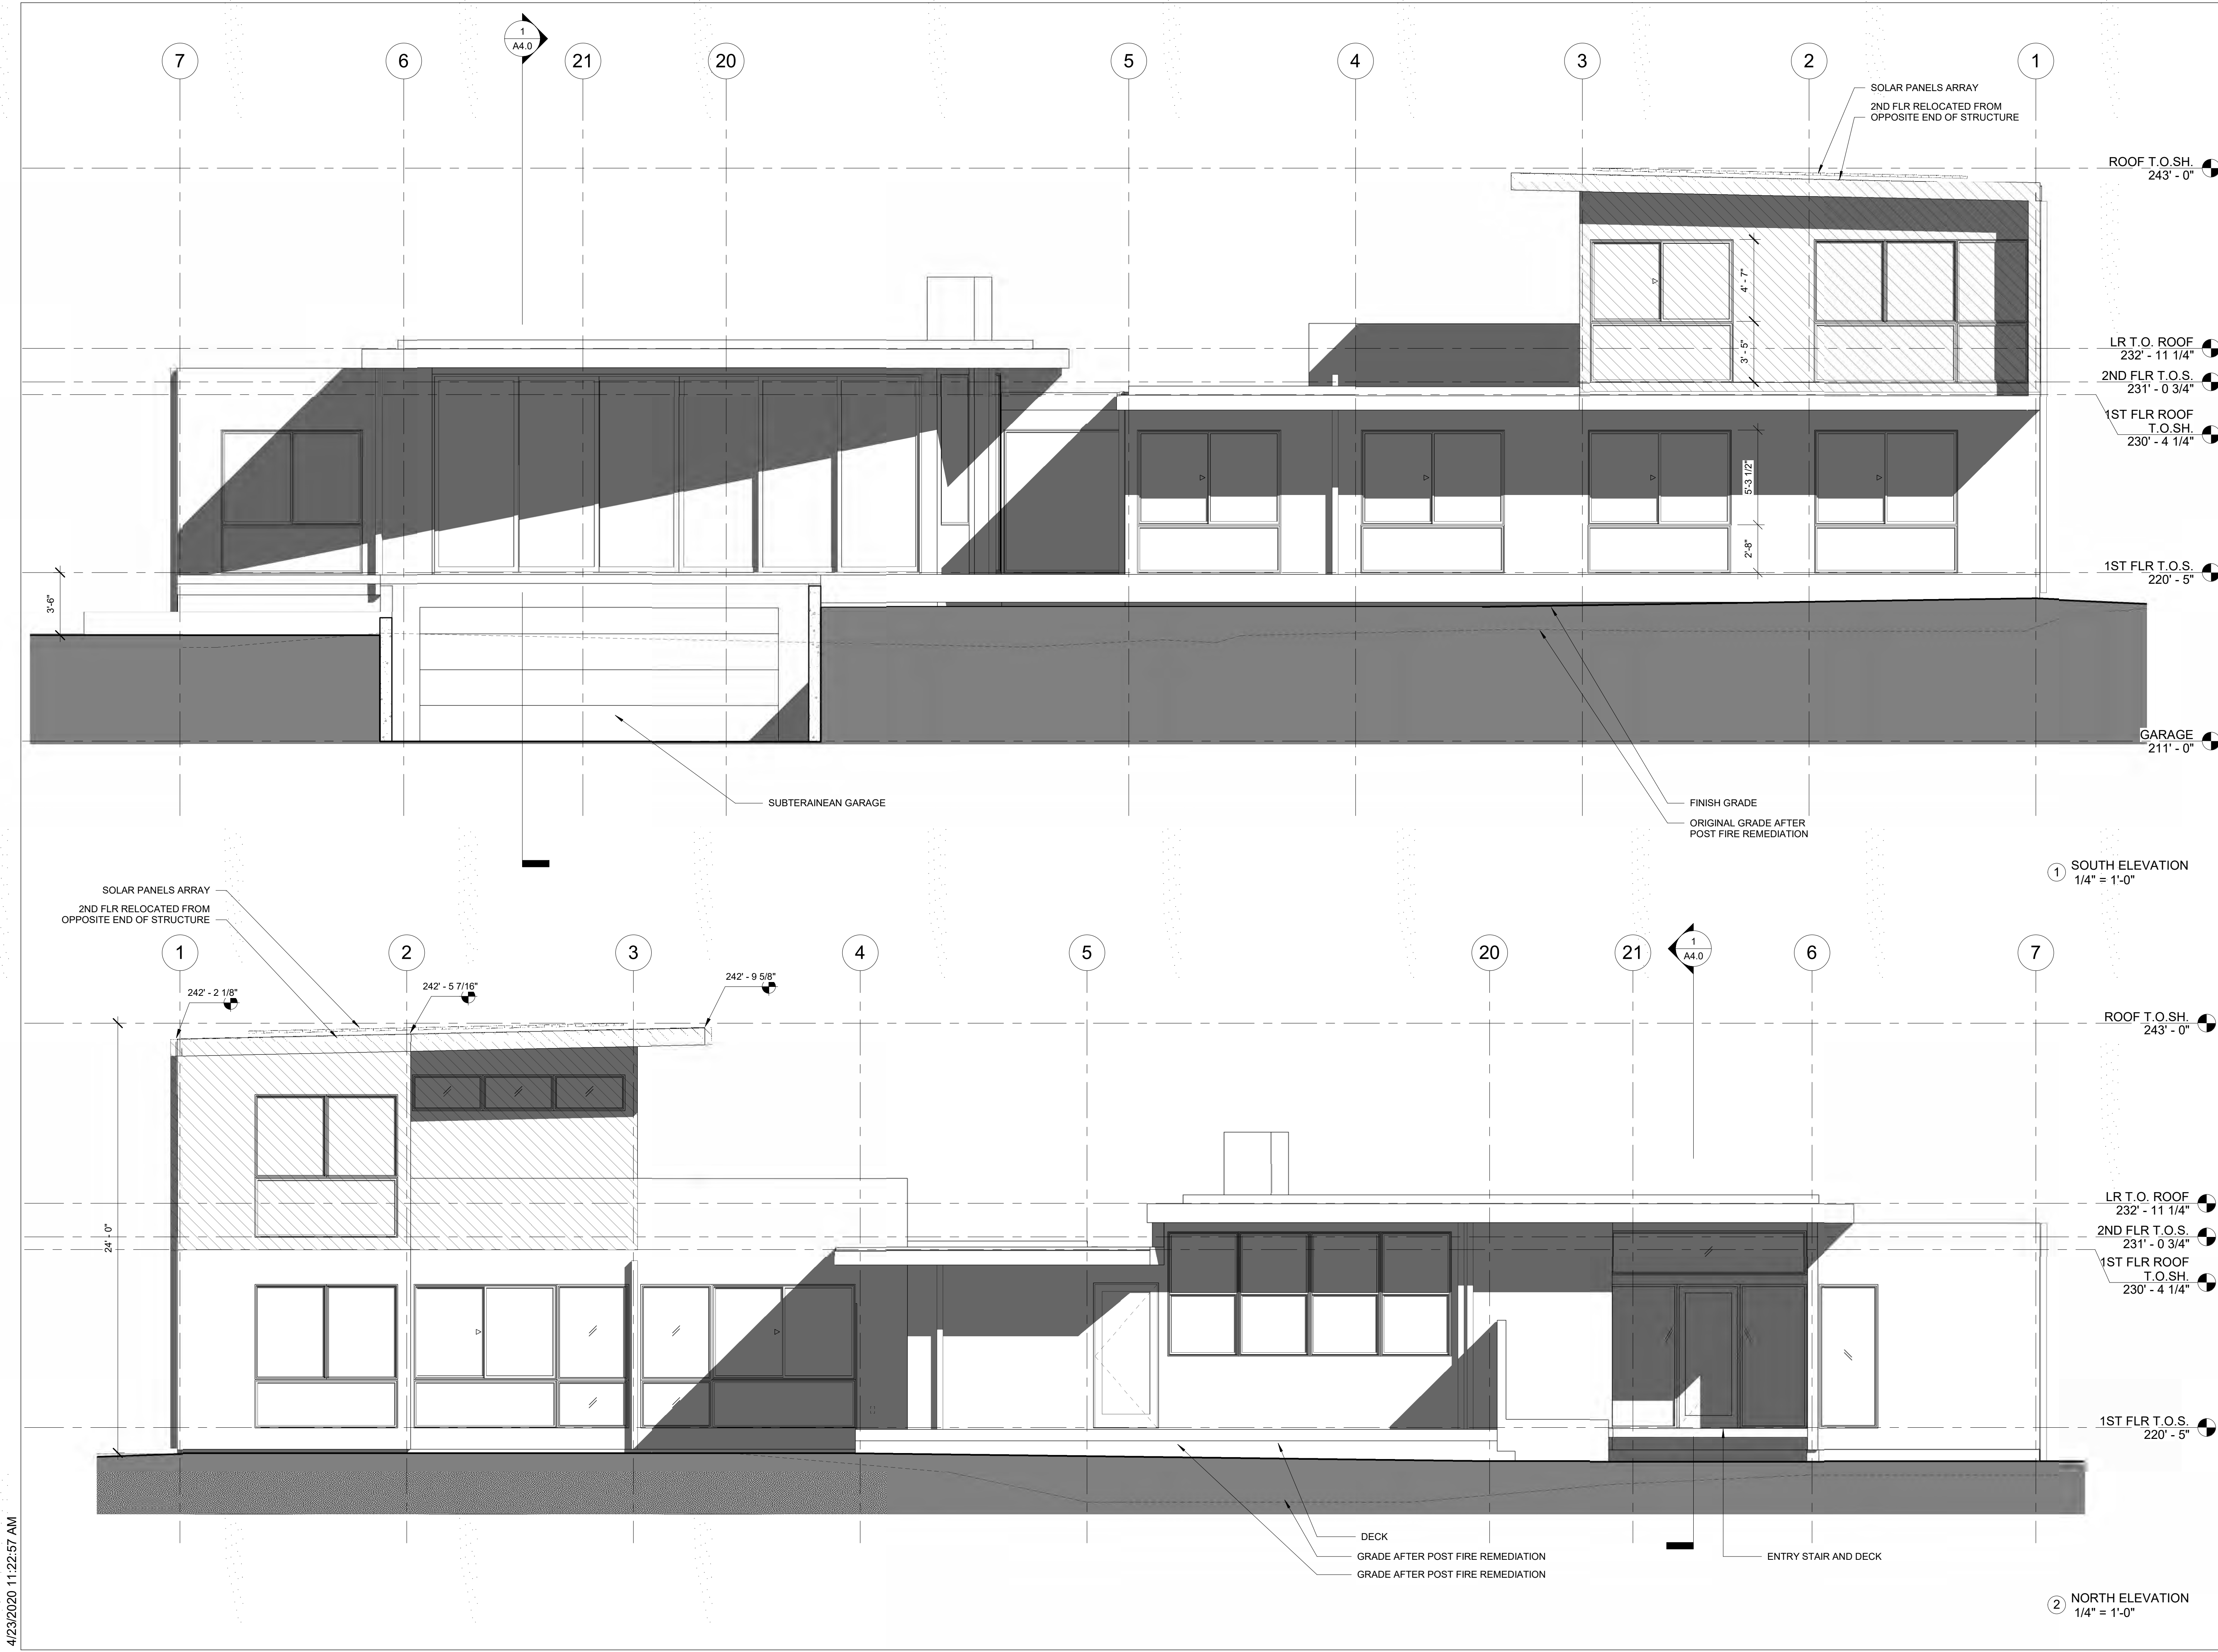 1
A4.0
7
6
21
20
5
4
3
2
1
SOLAR PANELS ARRAY
2ND FLR RELOCATED FROM
OPPOSITE END OF STRUCTURE
ROOF T.O.SH.
243' - 0"
4' - 7"
3' - 5"
LR T.O. ROOF
232' - 11 1/4"
2ND FLR T.O.S.
231' - 0 3/4"
1ST FLR ROOF
T.O.SH.
230' - 4 1/4"
5'-3 1/2"
2'-8"
1ST FLR T.O.S.
220' - 5"
3'-6"
GARAGE
211' - 0"
SUBTERAINEAN GARAGE
FINISH GRADE
ORIGINAL GRADE AFTER
POST FIRE REMEDIATION
1 SOUTH ELEVATION
1/4" = 1'-0"
SOLAR PANELS ARRAY
2ND FLR RELOCATED FROM
OPPOSITE END OF STRUCTURE
1
2
3
4
5
20
21
1
A4.0
6
7
242' - 2 1/8"
242' - 5 7/16"
242' - 9 5/8"
ROOF T.O.SH.
243' - 0"
24' - 0"
LR T.O. ROOF
232' - 11 1/4"
2ND FLR T.O.S.
231' - 0 3/4"
1ST FLR ROOF
T.O.SH.
230' - 4 1/4"
1ST FLR T.O.S.
220' - 5"
DECK
GRADE AFTER POST FIRE REMEDIATION
GRADE AFTER POST FIRE REMEDIATION
ENTRY STAIR AND DECK
2 NORTH ELEVATION
1/4" = 1'-0"
4/23/2020 11:22:57 AM